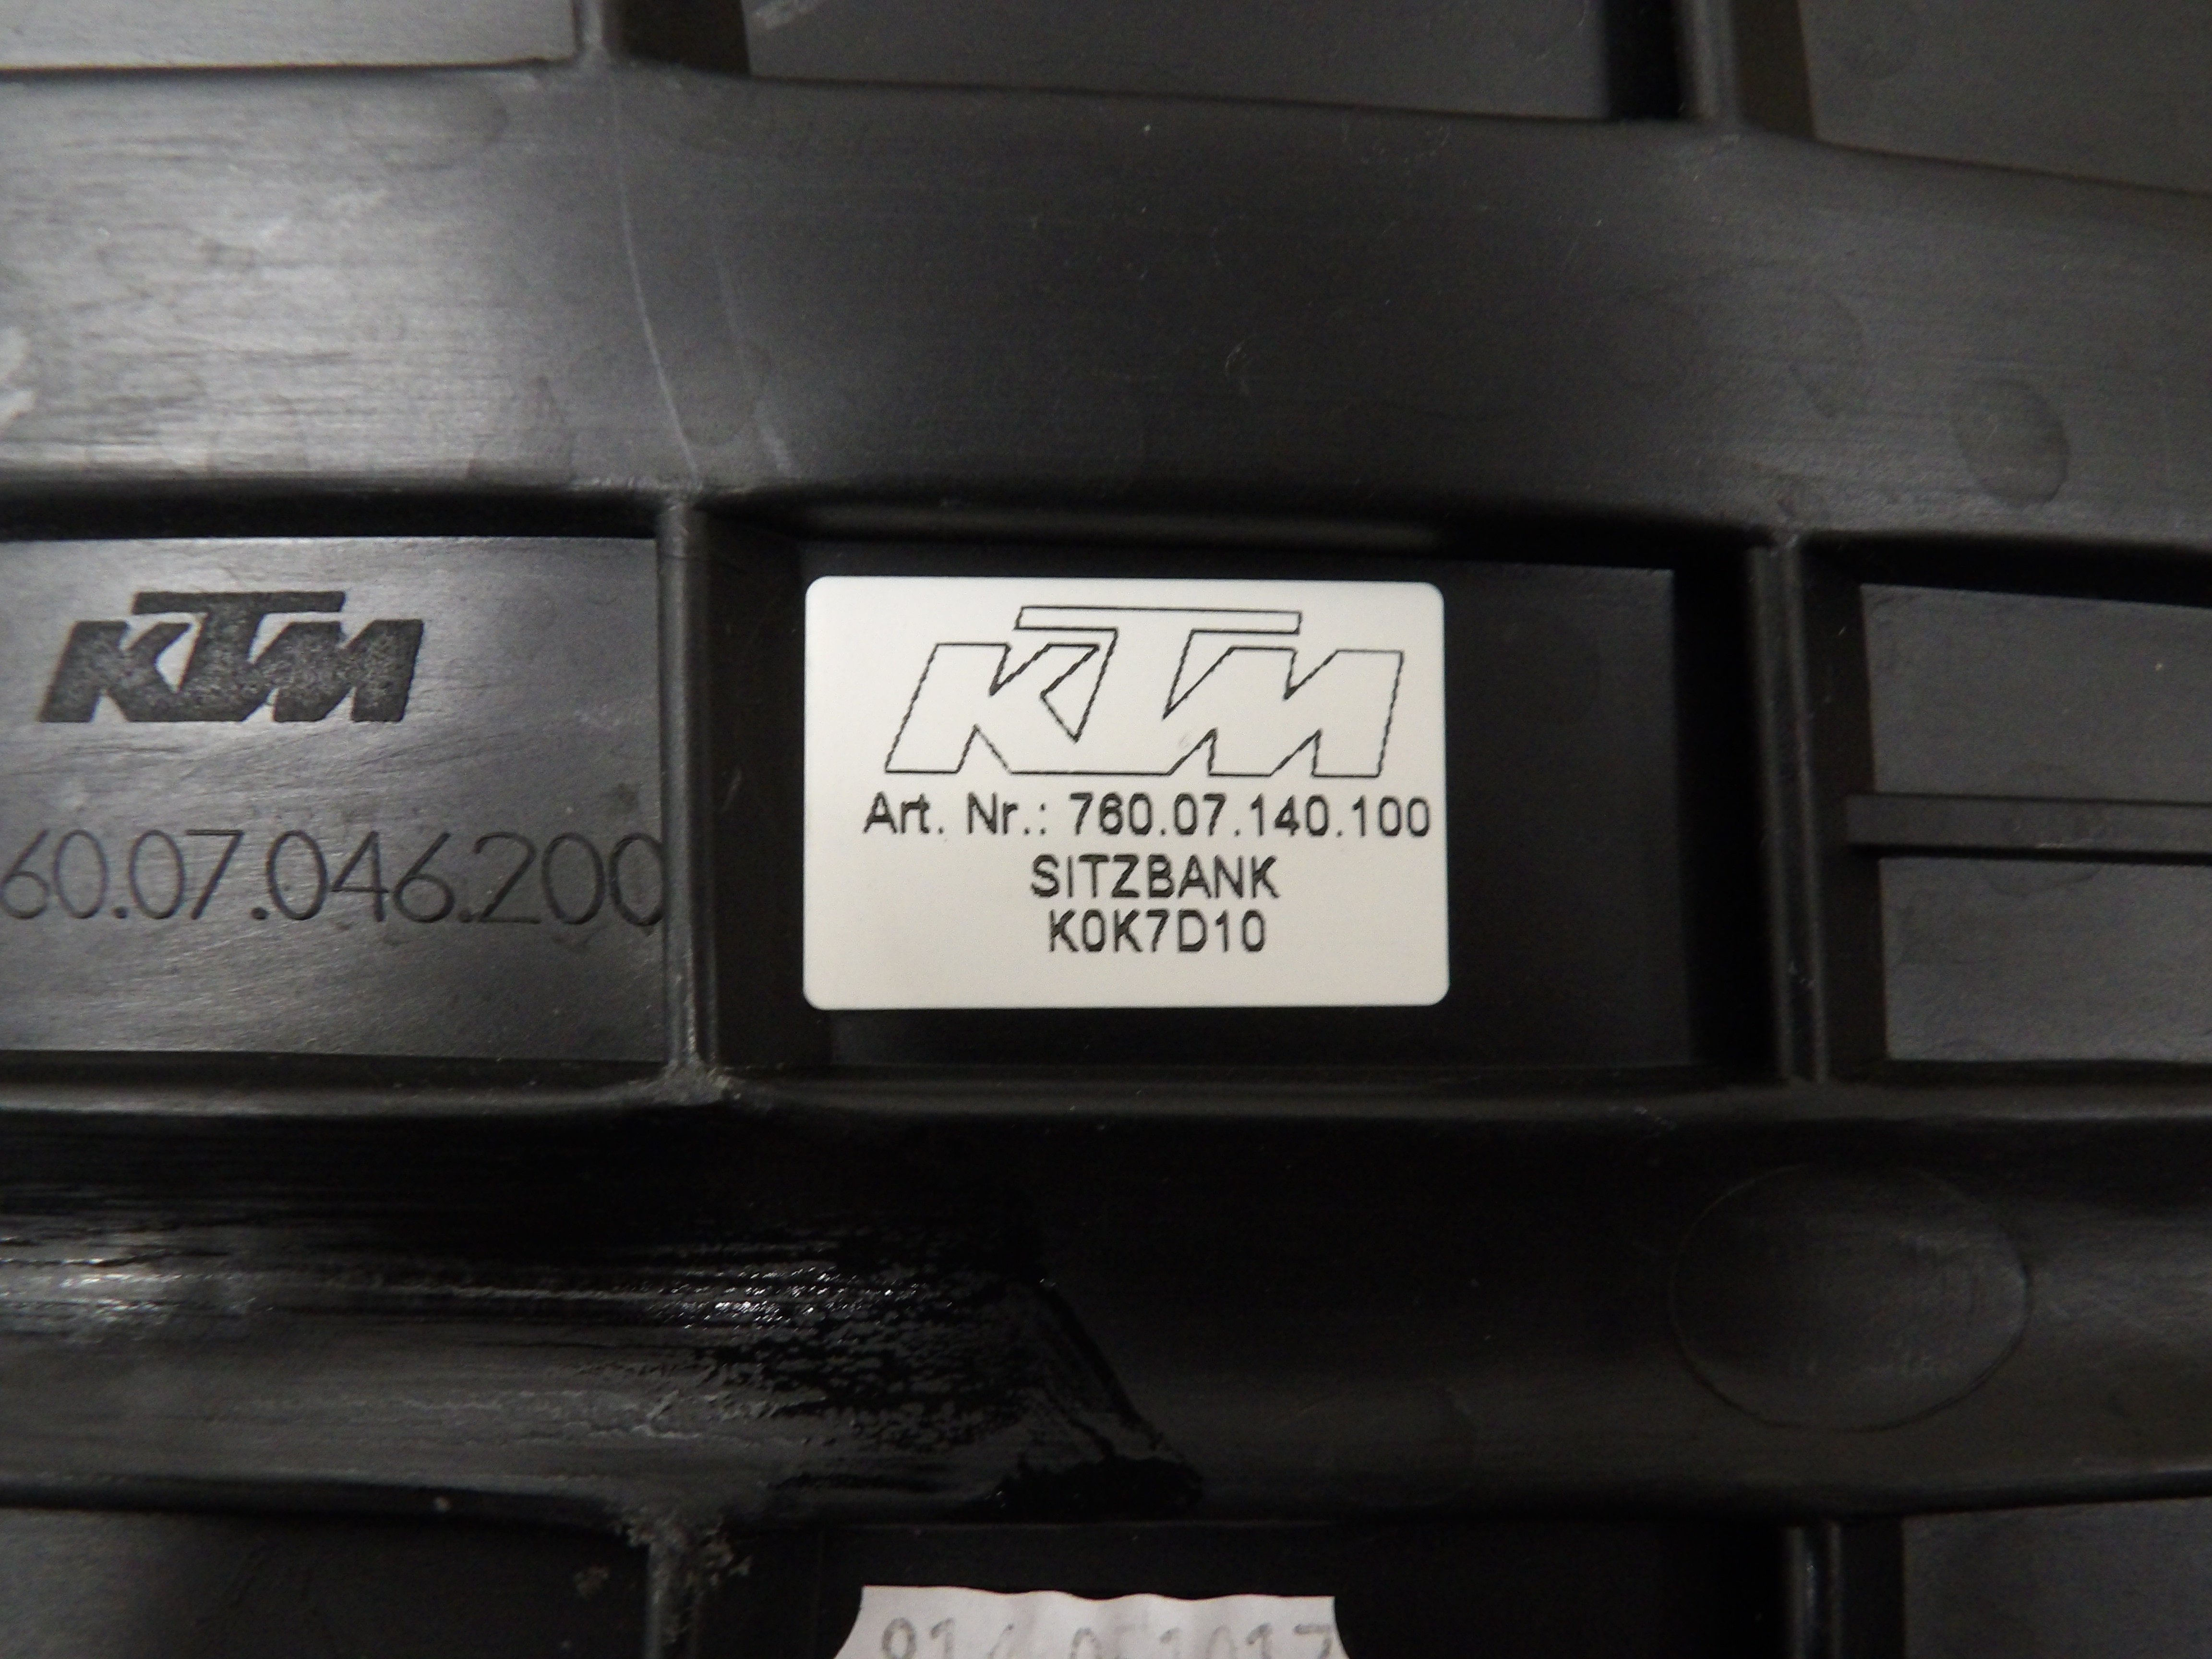 KTM
60.07.046.200
KTM
Art. Nr.: 760.07.140.100
SITZBANK
K0K7D10